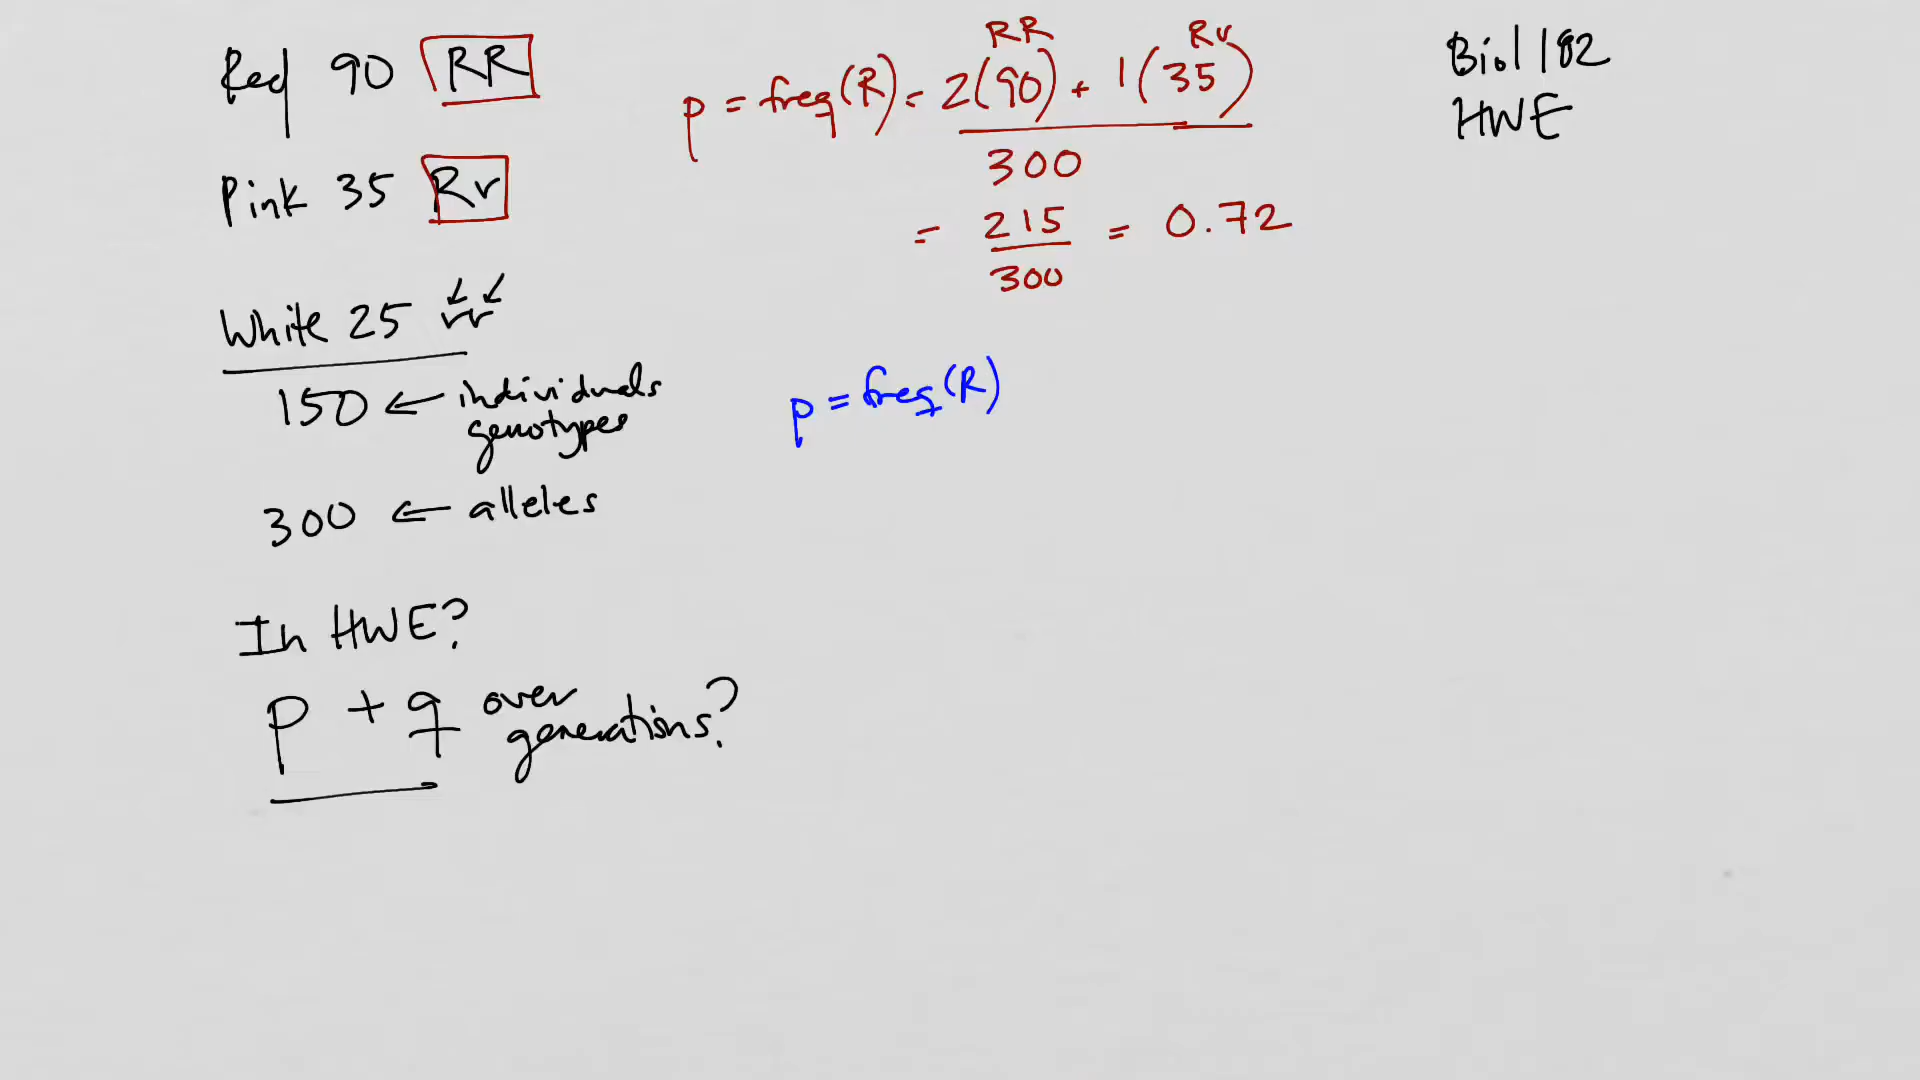 Red 90 RR
Pink 35 Rr
White 25 rr
150 ← individuals
genotypes
300 ← alleles
In HWE?
p + q over
generations?
RR Rr
p = freq(R) = 2(90) + 1(35)
300
= 215 = 0.72
300
p = freq(R)
Biol 182
HWE